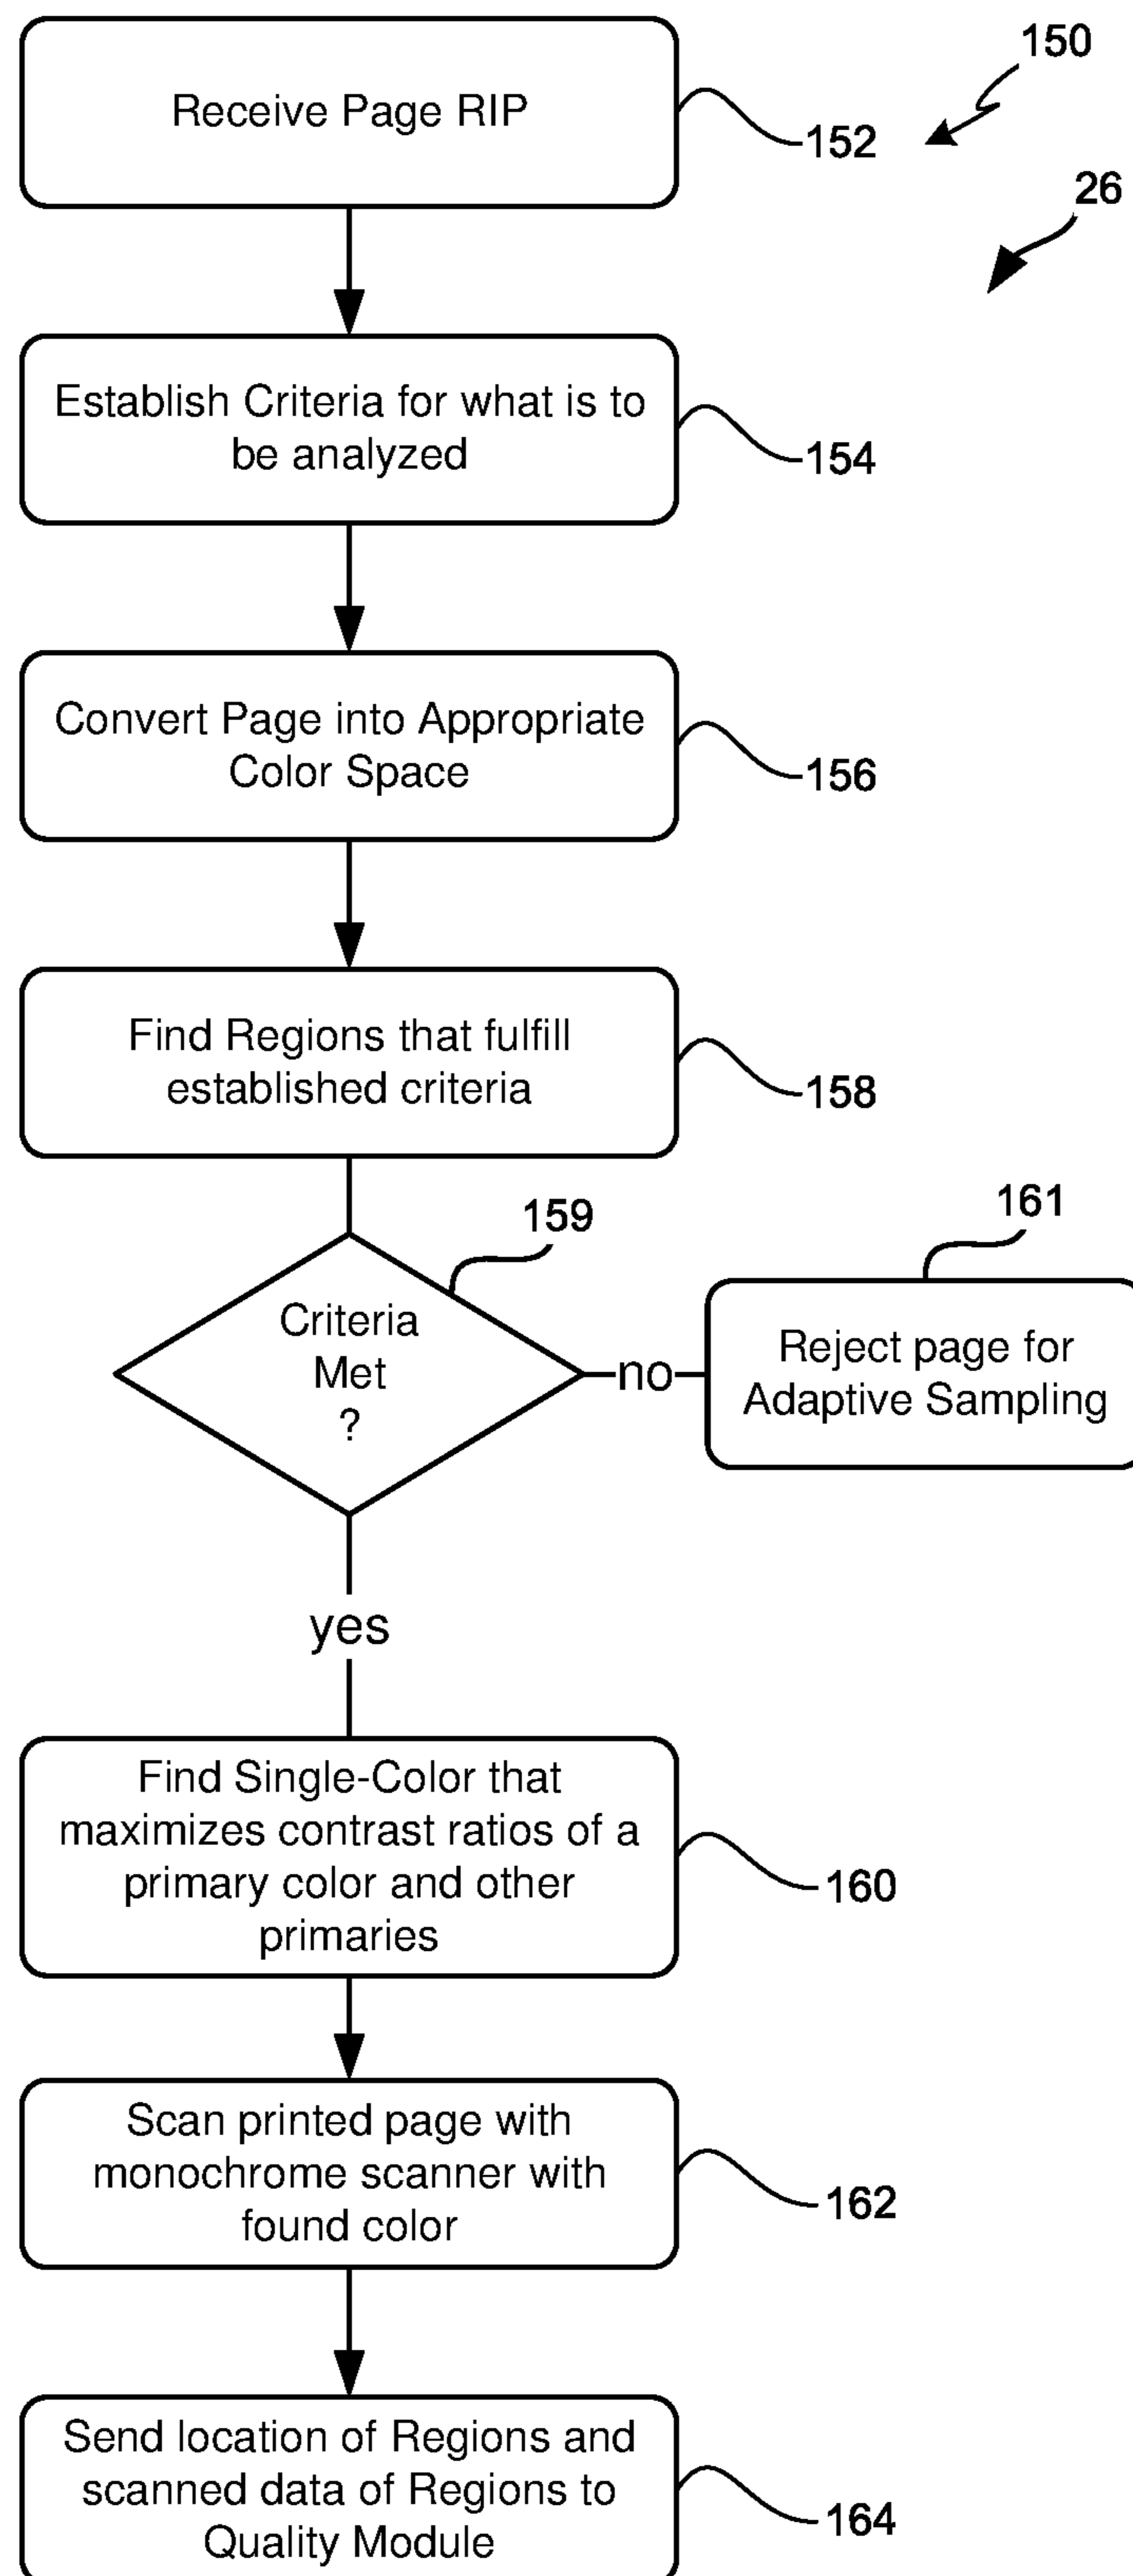 Receive Page RIP
150
152
26
Establish Criteria for what is to
be analyzed
154
Convert Page into Appropriate
Color Space
156
Find Regions that fulfill
established criteria
158
159
161
Criteria
Met
?
no
Reject page for
Adaptive Sampling
yes
Find Single-Color that
maximizes contrast ratios of a
primary color and other
primaries
160
Scan printed page with
monochrome scanner with
found color
162
Send location of Regions and
scanned data of Regions to
Quality Module
164